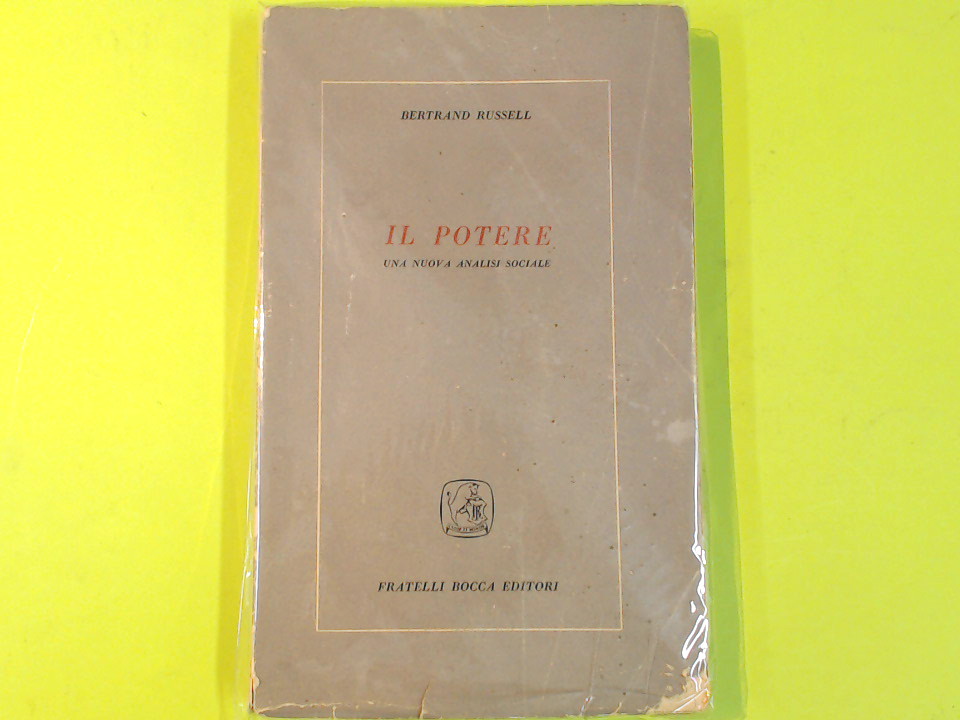 BERTRAND RUSSELL
IL POTERE
UNA NUOVA ANALISI SOCIALE
FRATELLI BOCCA EDITORI